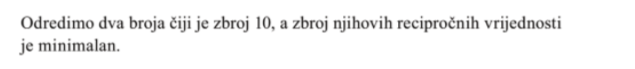 Odredimo dva broja čiji je zbroj 10, a zbroj njihovih recipročnih vrijednosti
je minimalan.